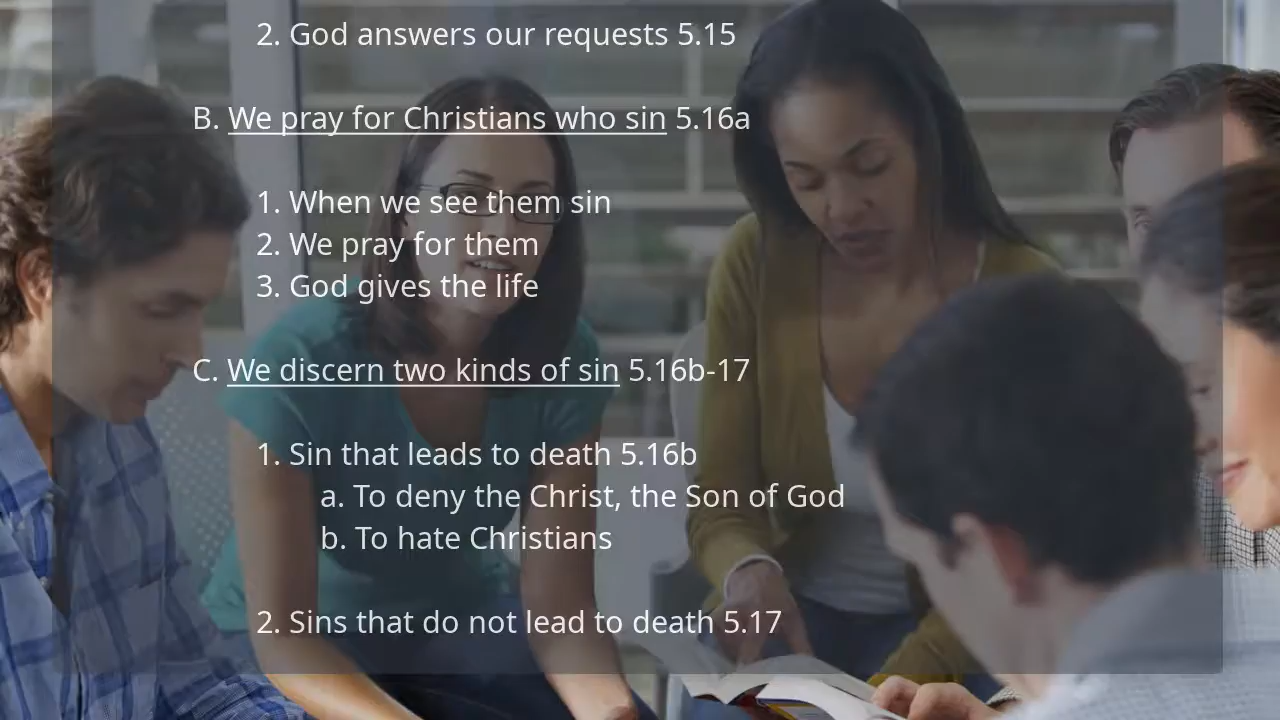 2. God answers our requests 5.15
B. We pray for Christians who sin 5.16a
1. When we see them sin
2. We pray for them
3. God gives the life
C. We discern two kinds of sin 5.16b-17
1. Sin that leads to death 5.16b
a. To deny the Christ, the Son of God
b. To hate Christians
2. Sins that do not lead to death 5.17